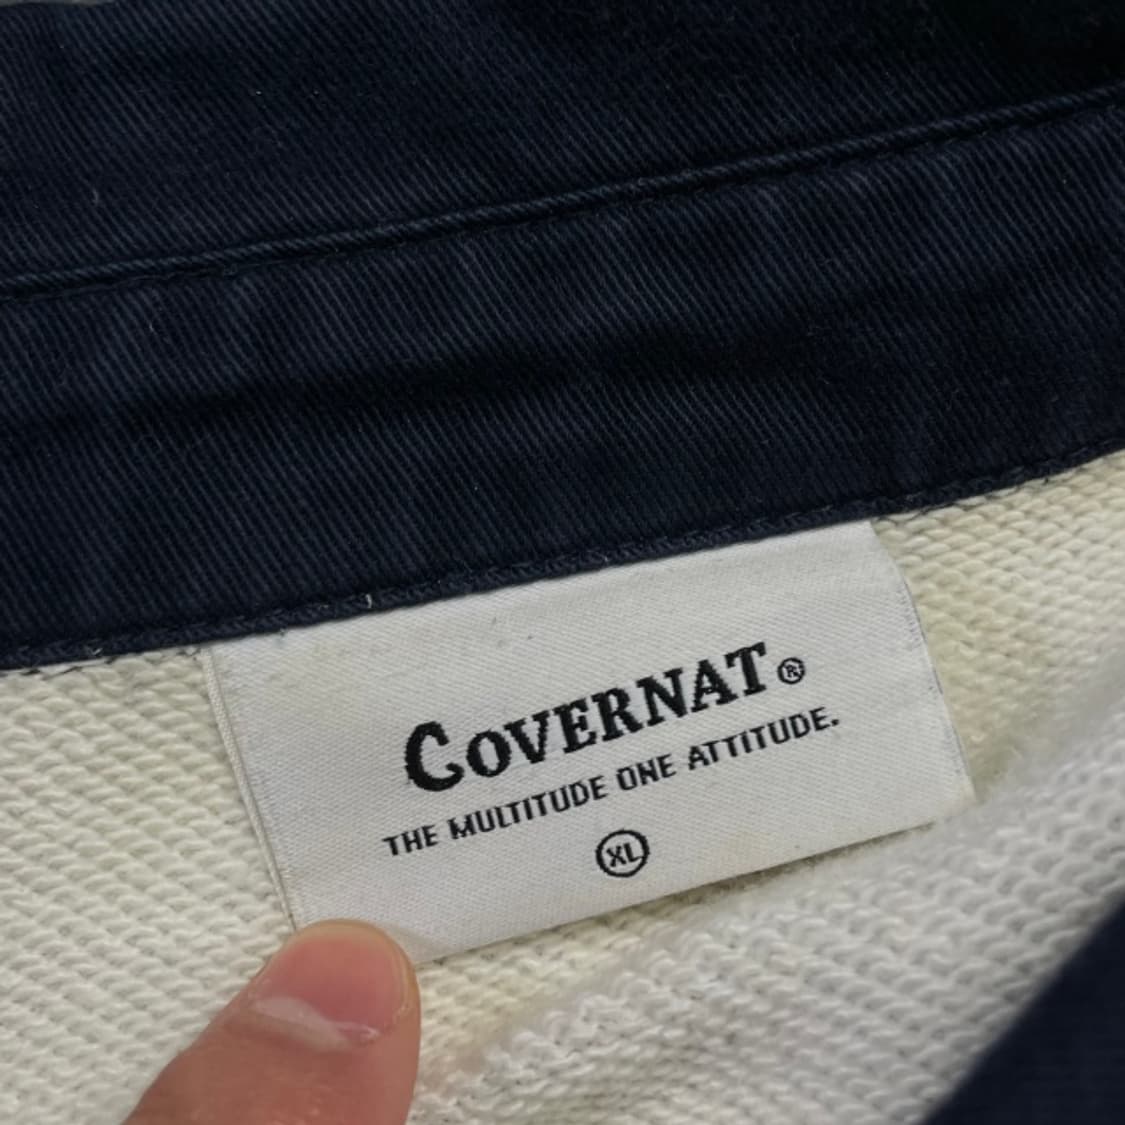 COVERNAT®
THE MULTITUDE ONE ATTITUDE.
XL